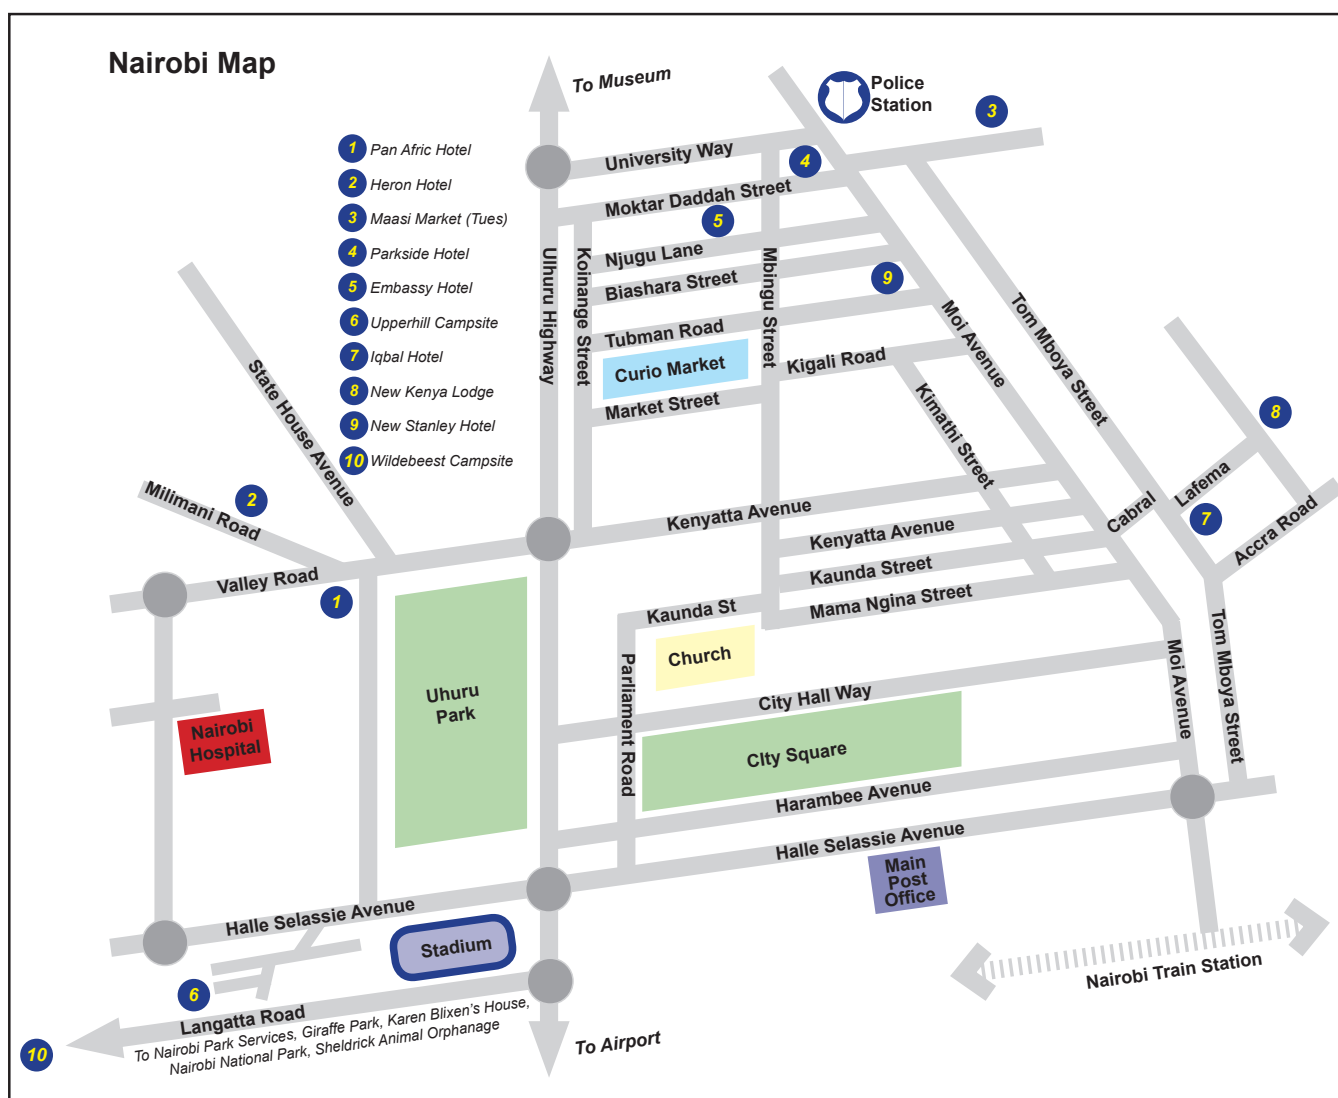 Nairobi Map
To Museum
Police
Station
3
1 Pan Afric Hotel
2 Heron Hotel
3 Maasi Market (Tues)
4 Parkside Hotel
5 Embassy Hotel
6 Upperhill Campsite
7 Iqbal Hotel
8 New Kenya Lodge
9 New Stanley Hotel
10 Wildebeest Campsite
University Way
4
Moktar Daddah Street
5
Njugu Lane
Biashara Street
9
Tubman Road
Curio Market
Kigali Road
Market Street
Ulhuru Highway
Koinange Street
Mbingu Street
Moi Avenue
Tom Mboya Street
Kimathi Street
8
Lafema
Cabral
7
Accra Road
State House Avenue
2
Milimani Road
Valley Road
1
Kenyatta Avenue
Kenyatta Avenue
Kaunda Street
Kaunda St
Mama Ngina Street
Church
Parliament Road
Uhuru
Park
City Hall Way
CIty Square
Moi Avenue
Tom Mboya Street
Nairobi
Hospital
Harambee Avenue
Halle Selassie Avenue
Main
Post
Office
Halle Selassie Avenue
Stadium
Nairobi Train Station
6
Langatta Road
10
To Nairobi Park Services, Giraffe Park, Karen Blixen's House,
Nairobi National Park, Sheldrick Animal Orphanage
To Airport